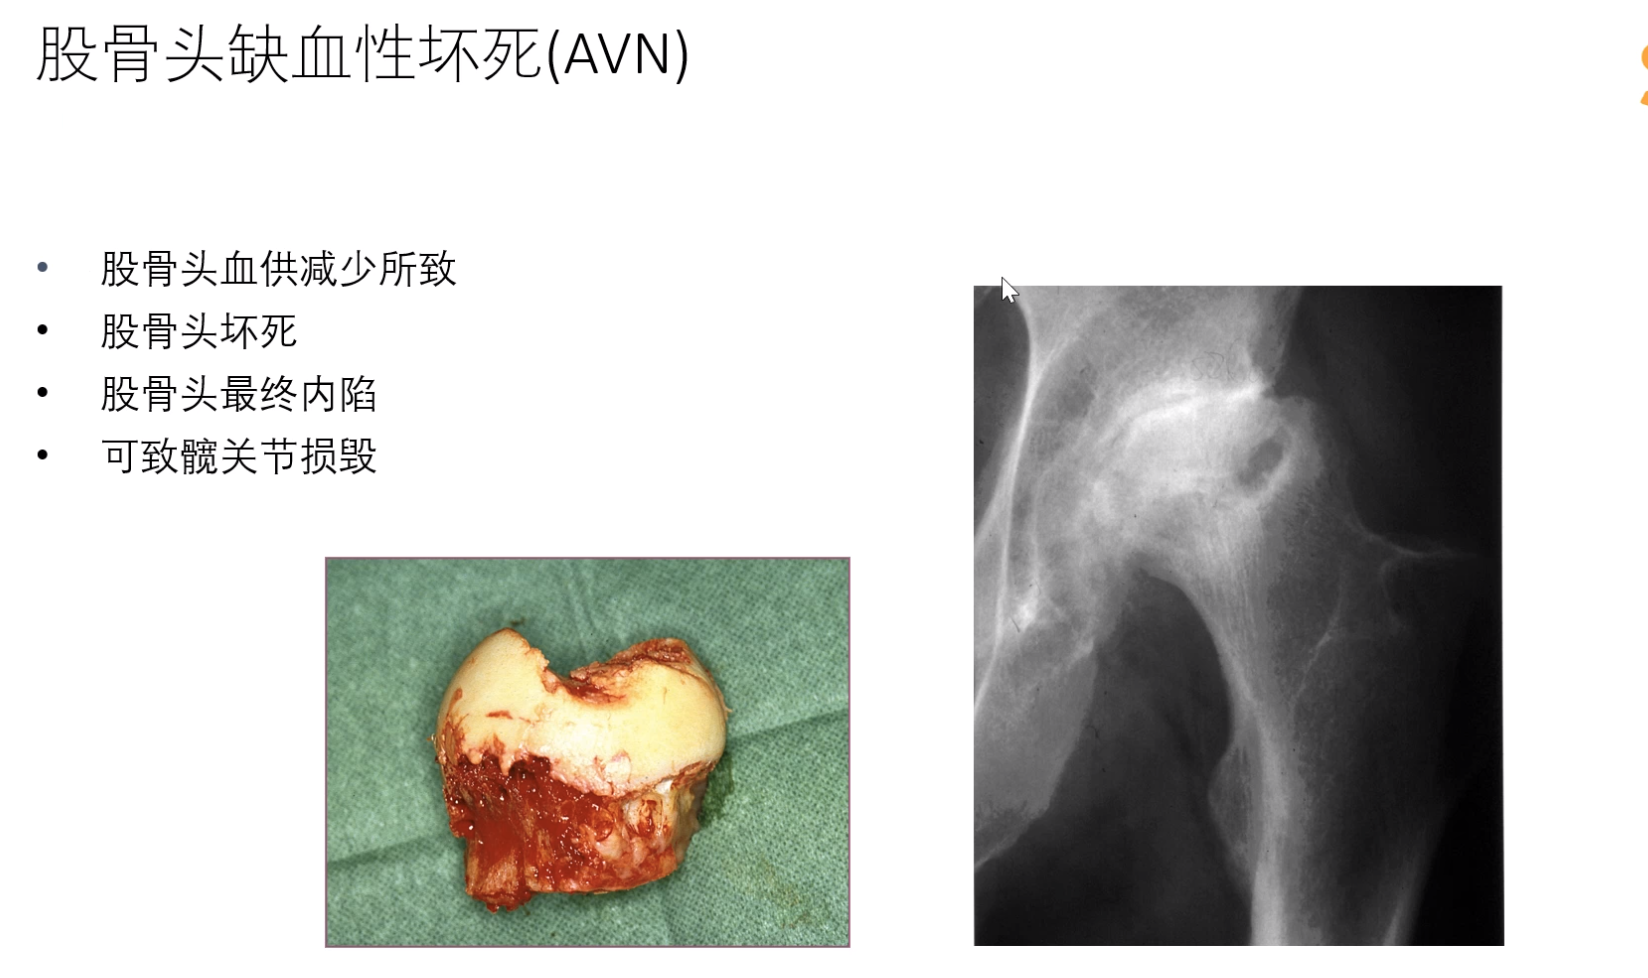 股骨头缺血性坏死(AVN)
• 股骨头血供减少所致
• 股骨头坏死
• 股骨头最终内陷
• 可致髋关节损毁